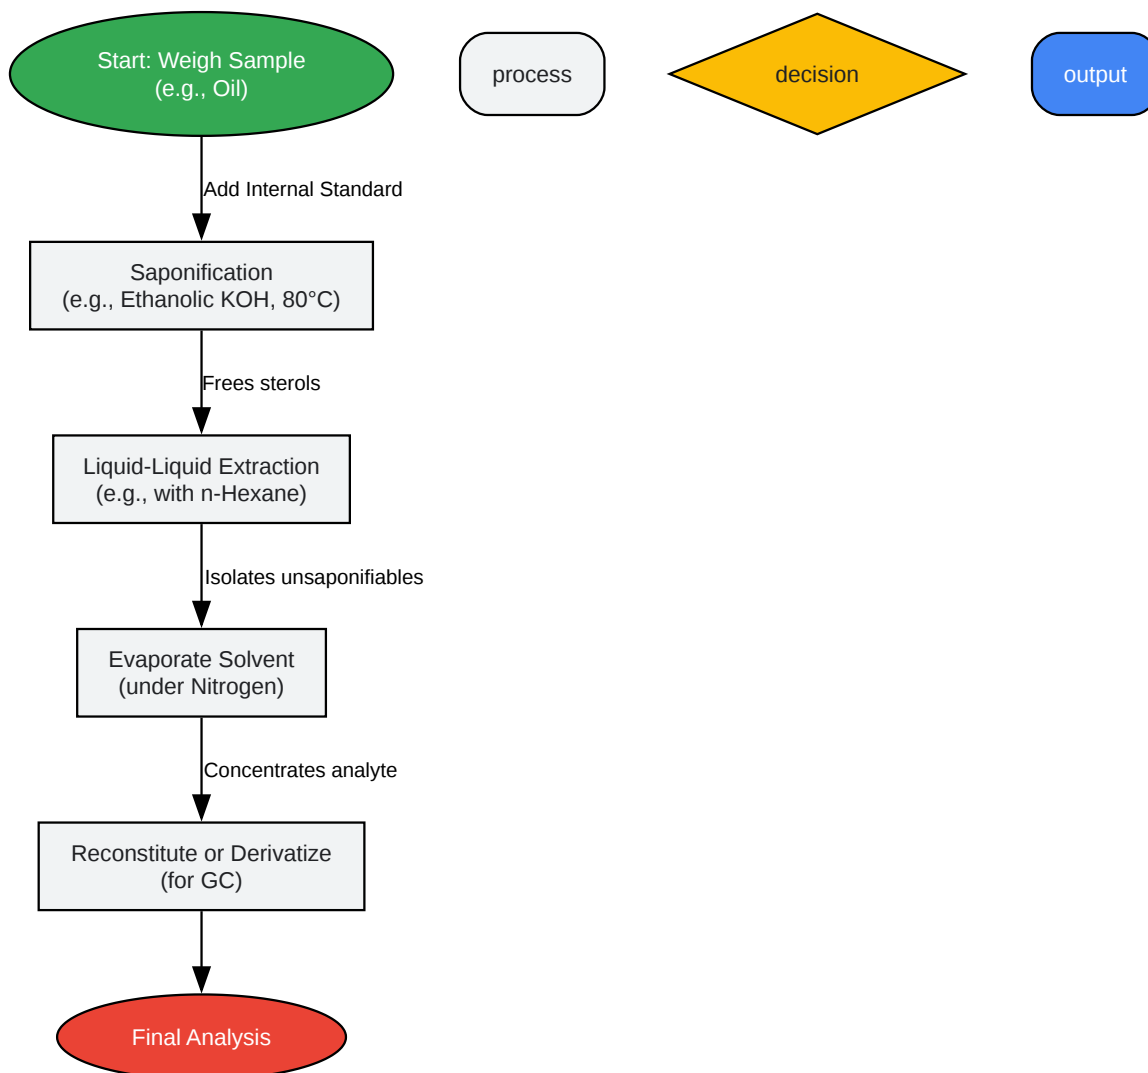 Start: Weigh Sample
(e.g., Oil)
process
decision
output
Add Internal Standard
Saponification
(e.g., Ethanolic KOH, 80°C)
Frees sterols
Liquid-Liquid Extraction
(e.g., with n-Hexane)
Isolates unsaponifiables
Evaporate Solvent
(under Nitrogen)
Concentrates analyte
Reconstitute or Derivatize
(for GC)
Final Analysis